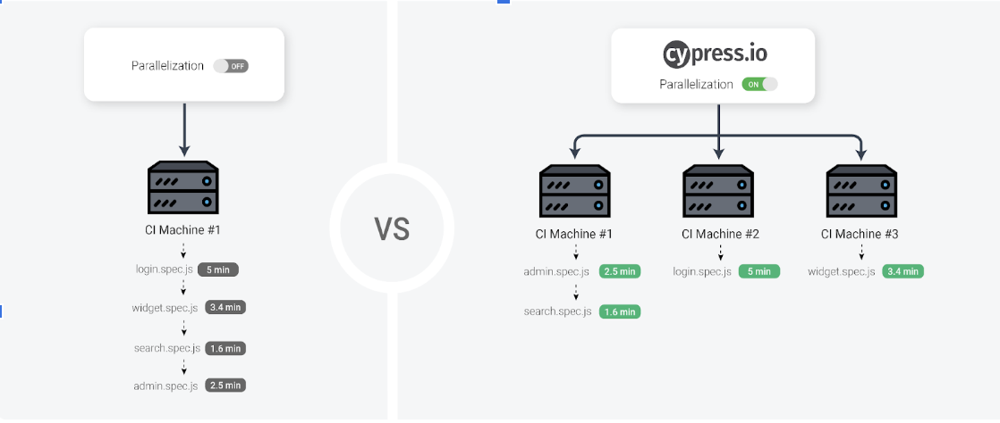 Parallelization OFF
CI Machine #1
login.spec.js 5 min
widget.spec.js 3.4 min
search.spec.js 1.6 min
admin.spec.js 2.5 min
VS
cypress.io
Parallelization ON
CI Machine #1
admin.spec.js 2.5 min
search.spec.js 1.6 min
CI Machine #2
login.spec.js 5 min
CI Machine #3
widget.spec.js 3.4 min